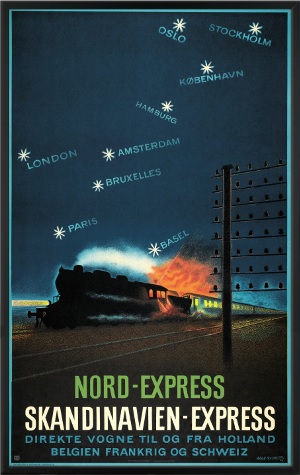 OSLO
STOCKHOLM
KØBENHAVN
HAMBURG
LONDON
AMSTERDAM
BRUXELLES
PARIS
BASEL
NORD-EXPRESS
SKANDINAVIEN-EXPRESS
DIREKTE VOGNE TIL OG FRA HOLLAND
BELGIEN FRANKRIG OG SCHWEIZ